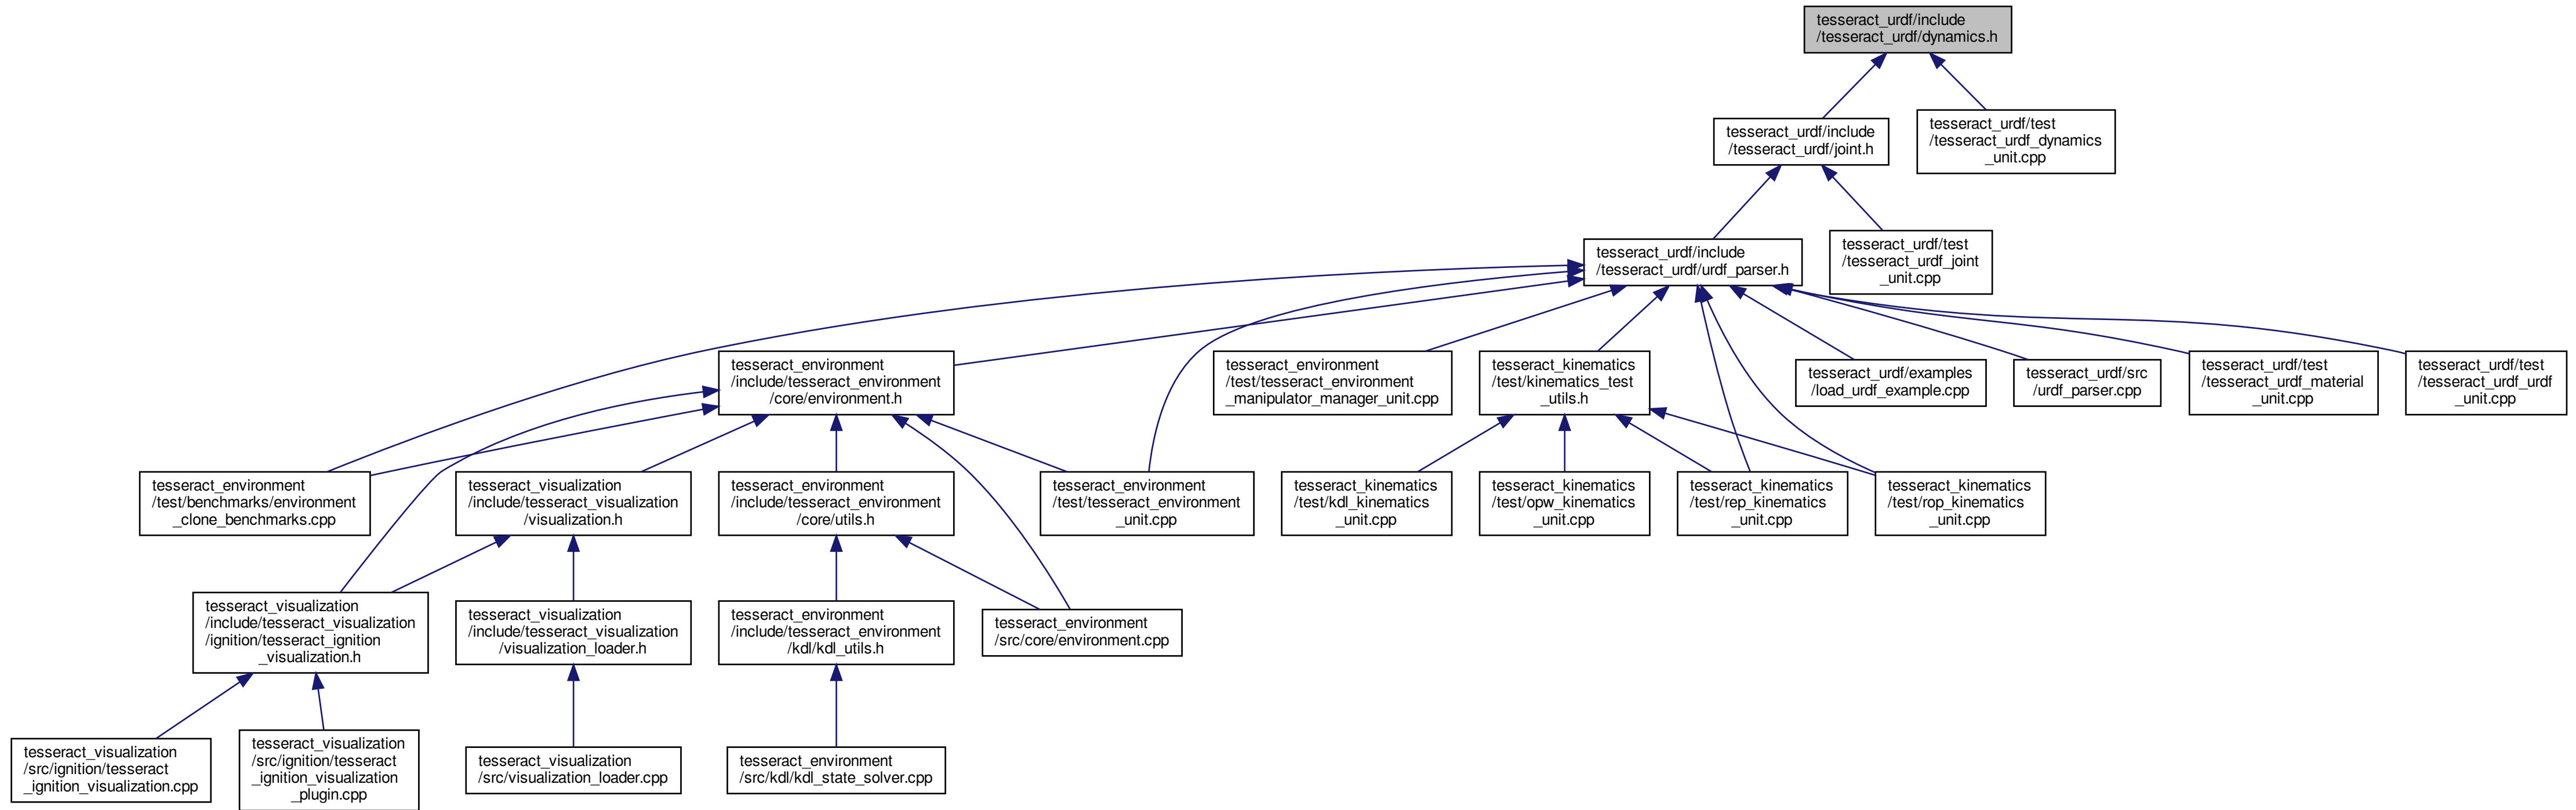 tesseract_urdf/include
/tesseract_urdf/dynamics.h
tesseract_urdf/include
/tesseract_urdf/joint.h
tesseract_urdf/test
/tesseract_urdf_dynamics
_unit.cpp
tesseract_urdf/include
/tesseract_urdf/urdf_parser.h
tesseract_urdf/test
/tesseract_urdf_joint
_unit.cpp
tesseract_environment
/include/tesseract_environment
/core/environment.h
tesseract_environment
/test/tesseract_environment
_manipulator_manager_unit.cpp
tesseract_kinematics
/test/kinematics_test
_utils.h
tesseract_urdf/examples
/load_urdf_example.cpp
tesseract_urdf/src
/urdf_parser.cpp
tesseract_urdf/test
/tesseract_urdf_material
_unit.cpp
tesseract_urdf/test
/tesseract_urdf_urdf
_unit.cpp
tesseract_environment
/test/benchmarks/environment
_clone_benchmarks.cpp
tesseract_visualization
/include/tesseract_visualization
/visualization.h
tesseract_environment
/include/tesseract_environment
/core/utils.h
tesseract_environment
/test/tesseract_environment
_unit.cpp
tesseract_kinematics
/test/kdl_kinematics
_unit.cpp
tesseract_kinematics
/test/opw_kinematics
_unit.cpp
tesseract_kinematics
/test/rep_kinematics
_unit.cpp
tesseract_kinematics
/test/rop_kinematics
_unit.cpp
tesseract_visualization
/include/tesseract_visualization
/ignition/tesseract_ignition
_visualization.h
tesseract_visualization
/include/tesseract_visualization
/visualization_loader.h
tesseract_environment
/include/tesseract_environment
/kdl/kdl_utils.h
tesseract_environment
/src/core/environment.cpp
tesseract_visualization
/src/ignition/tesseract
_ignition_visualization.cpp
tesseract_visualization
/src/ignition/tesseract
_ignition_visualization
_plugin.cpp
tesseract_visualization
/src/visualization_loader.cpp
tesseract_environment
/src/kdl/kdl_state_solver.cpp